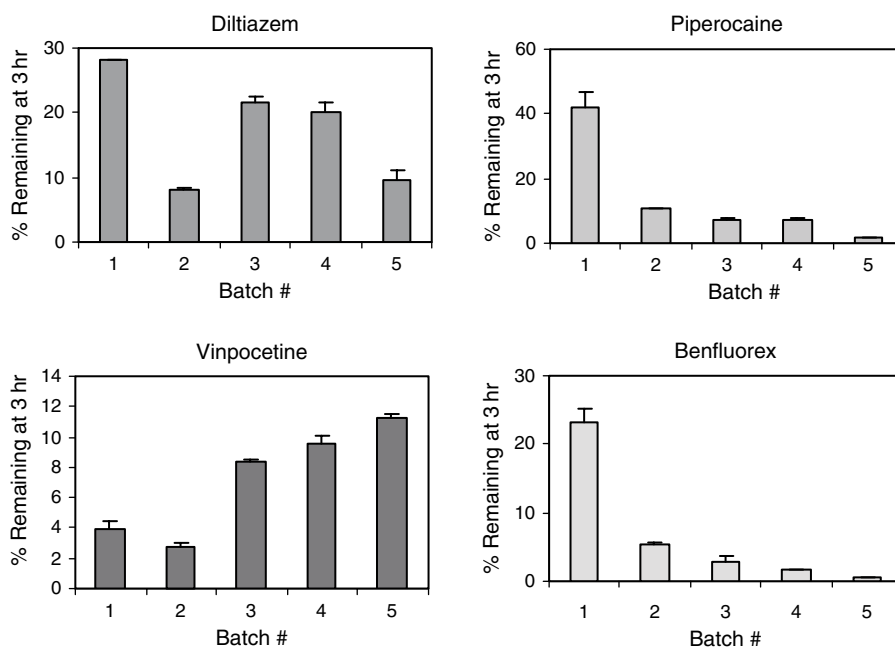 Diltiazem
% Remaining at 3 hr
30
20
10
0
1 2 3 4 5
Batch #
Piperocaine
% Remaining at 3 hr
60
40
20
0
1 2 3 4 5
Batch #
Vinpocetine
% Remaining at 3 hr
14
12
10
8
6
4
2
0
1 2 3 4 5
Batch #
Benfluorex
% Remaining at 3 hr
30
20
10
0
1 2 3 4 5
Batch #